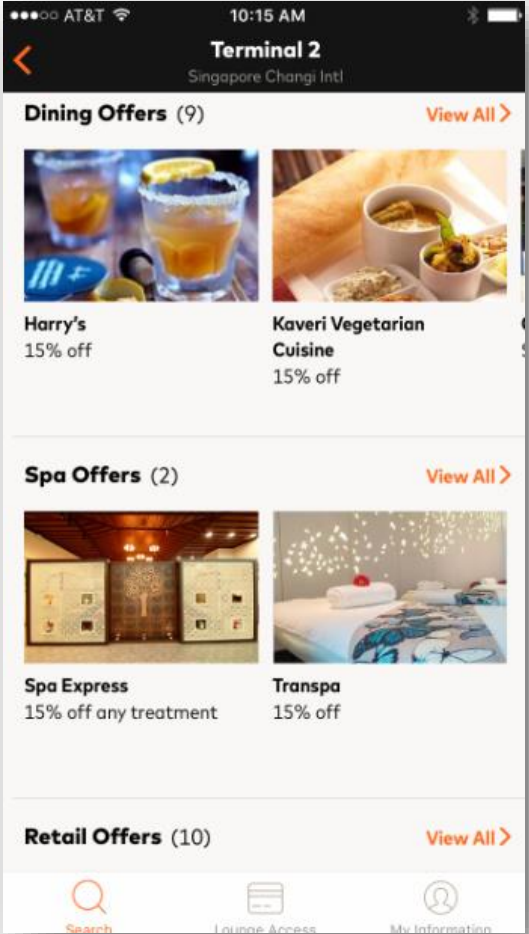 AT&T 10:15 AM
Terminal 2
Singapore Changi Intl
Dining Offers (9) View All
Harry's
15% off
Kaveri Vegetarian
Cuisine
15% off
Spa Offers (2) View All
Spa Express
15% off any treatment
Transpa
15% off
Retail Offers (10) View All
Search Lounge Access My Information